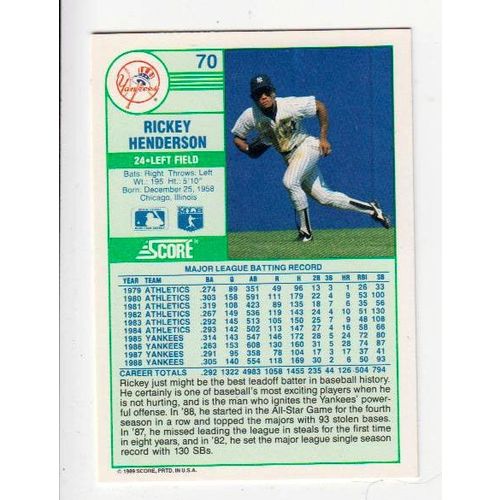 70
Yankees
RICKEY
HENDERSON
24•LEFT FIELD
Bats: Right Throws: Left
Wt.: 195 Ht.: 5'10"
Born: December 25, 1958
Chicago, Illinois
SCORE
MAJOR LEAGUE BATTING RECORD
YEAR TEAM BA G AB R H 2B 3B HR RBI SB
1979 ATHLETICS .274 89 351 49 96 13 3 1 26 33
1980 ATHLETICS .303 158 591 111 179 22 4 9 53 100
1981 ATHLETICS .319 108 423 89 135 18 7 6 35 56
1982 ATHLETICS .267 149 536 119 143 24 4 10 51 130
1983 ATHLETICS .292 145 513 105 150 25 7 9 48 108
1984 ATHLETICS .293 142 502 113 147 27 4 16 58 66
1985 YANKEES .314 143 547 146 172 28 5 24 72 80
1986 YANKEES .263 153 608 130 160 31 5 28 74 87
1987 YANKEES .291 95 358 78 104 17 3 17 37 41
1988 YANKEES .305 140 554 118 169 30 2 6 50 93
CAREER TOTALS .292 1322 4983 1058 1455 235 44 126 504 794
Rickey just might be the best leadoff batter in baseball history.
He certainly is one of baseball's most exciting players when he
is not hurting, and is the man who ignites the Yankees' pow-
erful offense. In '88, he started in the All-Star Game for the fourth
season in a row and topped the majors with 93 stolen bases.
In '87, he missed leading the league in steals for the first time
in eight years, and in '82, he set the major league single season
record with 130 SBs.
© 1989 SCORE, PRTD. IN U.S.A.